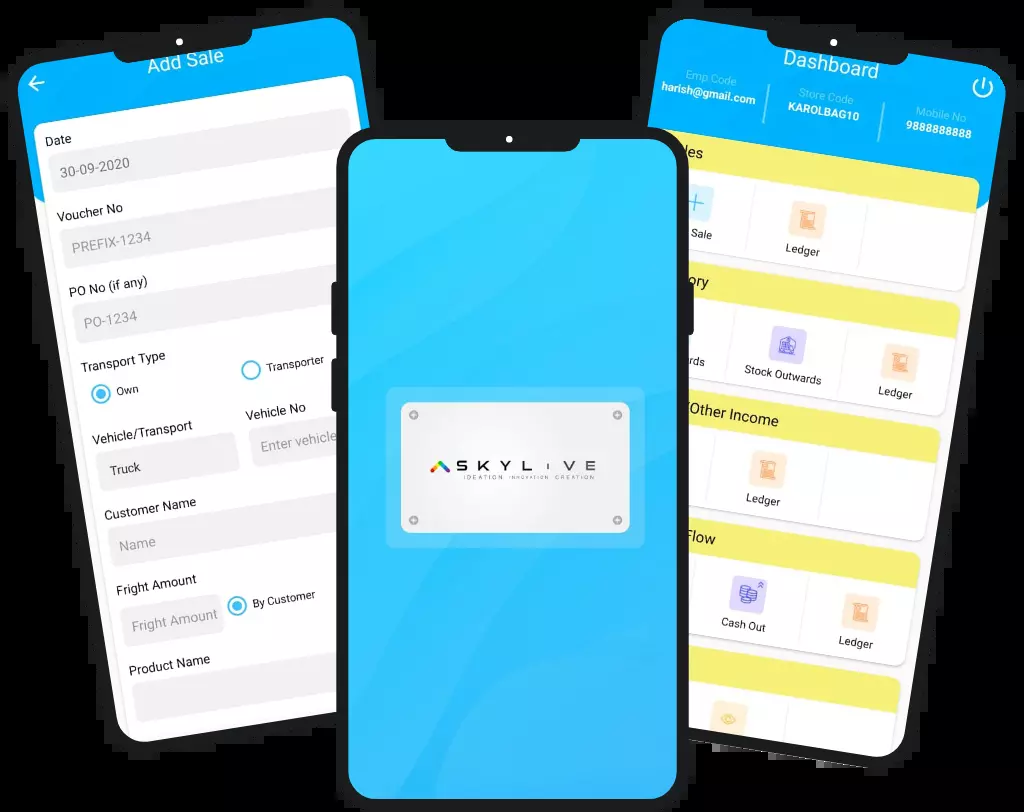 Add Sale
Date
30-09-2020
Voucher No
PREFIX-1234
PO No (if any)
PO-1234
Transport Type
Own
Transporter
Vehicle/Transport
Vehicle No
Truck
Enter vehicle
Customer Name
Name
Fright Amount
Fright Amount
By Customer
Product Name
SKYLIVE
IDEATION INNOVATION CREATION
Dashboard
Emp Code
harish@gmail.com
Store Code
KAROLBAG10
Mobile No
9888888888
les
Sale
Ledger
ory
rds
Stock Outwards
Ledger
/Other Income
Ledger
Flow
Cash Out
Ledger